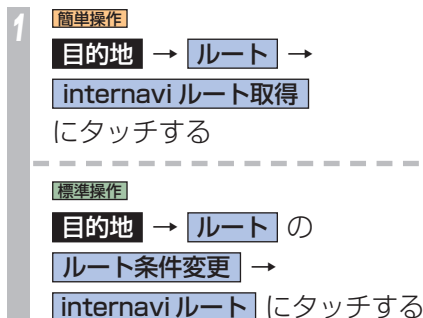 1 簡単操作
目的地 → ルート →
internavi ルート取得
にタッチする
標準操作
目的地 → ルート の
ルート条件変更 →
internavi ルート にタッチする